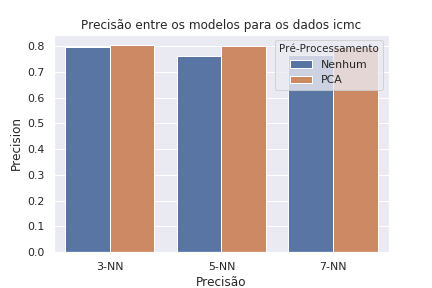 Precisão entre os modelos para os dados icmc
Precision
0.8
0.7
0.6
0.5
0.4
0.3
0.2
0.1
0.0
Pré-Processamento
Nenhum
PCA
3-NN
5-NN
7-NN
Precisão